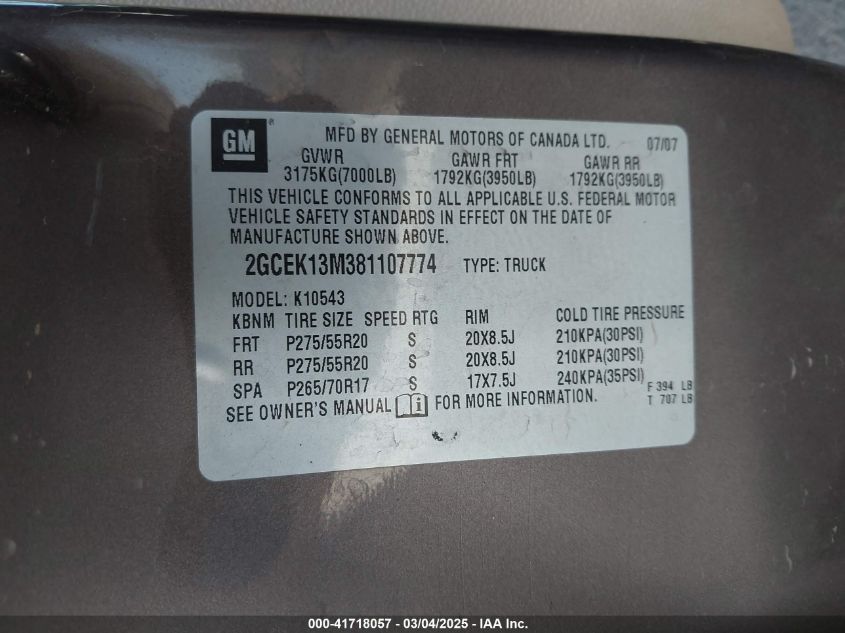 GM ® MFD BY GENERAL MOTORS OF CANADA LTD. 07/07
GVWR GAWR FRT GAWR RR
3175KG(7000LB) 1792KG(3950LB) 1792KG(3950LB)
THIS VEHICLE CONFORMS TO ALL APPLICABLE U.S. FEDERAL MOTOR
VEHICLE SAFETY STANDARDS IN EFFECT ON THE DATE OF
MANUFACTURE SHOWN ABOVE.
2GCEK13M381107774 TYPE: TRUCK
MODEL: K10543
KBNM TIRE SIZE SPEED RTG RIM COLD TIRE PRESSURE
FRT P275/55R20 S 20X8.5J 210KPA(30PSI)
RR P275/55R20 S 20X8.5J 210KPA(30PSI)
SPA P265/70R17 S 17X7.5J 240KPA(35PSI) F 394 LB
SEE OWNER'S MANUAL i FOR MORE INFORMATION. T 707 LB
000-41718057 - 03/04/2025 - IAA Inc.